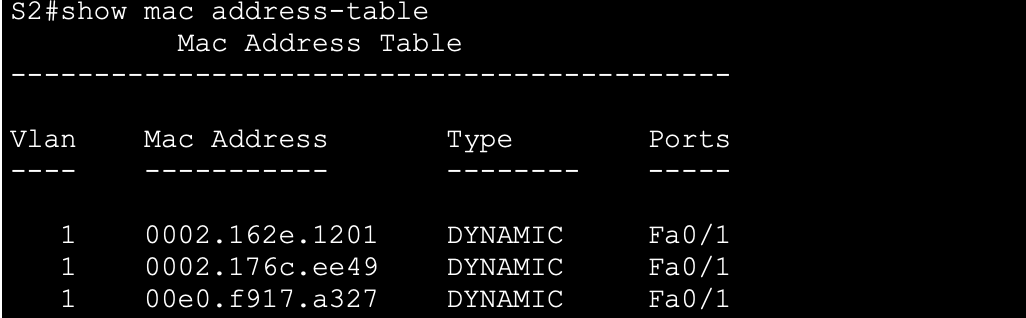 S2#show mac address-table
Mac Address Table
-------------------------------------------
Vlan Mac Address Type Ports
---- ----------- -------- -----
1 0002.162e.1201 DYNAMIC Fa0/1
1 0002.176c.ee49 DYNAMIC Fa0/1
1 00e0.f917.a327 DYNAMIC Fa0/1